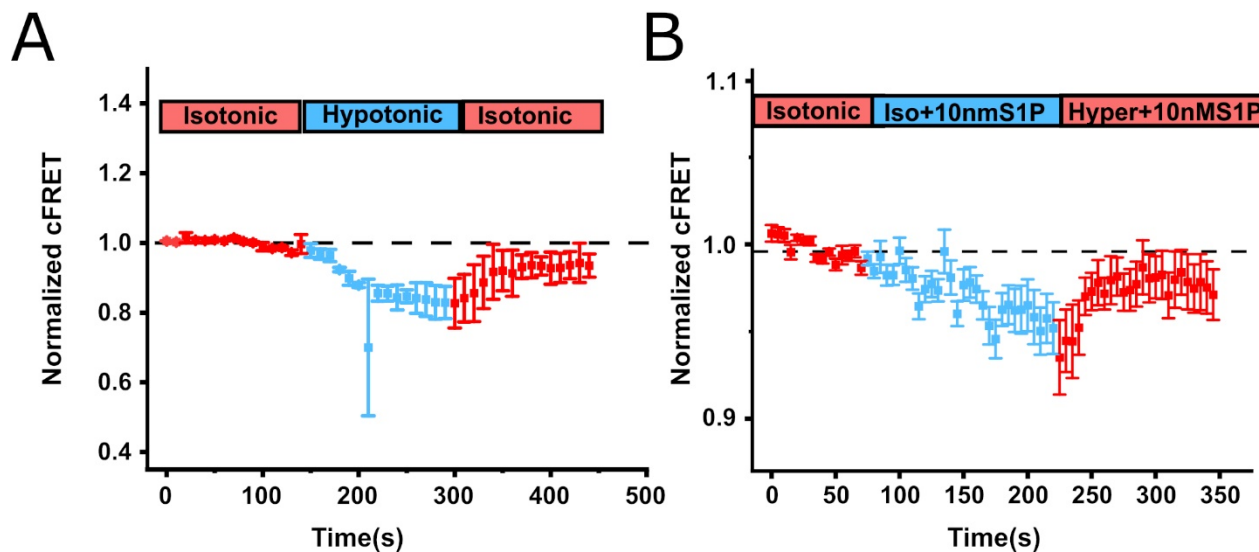 A
Normalized cFRET
1.4
1.2
1.0
0.8
0.6
0.4
Isotonic Hypotonic Isotonic
0 100 200 300 400 500
Time(s)
B
Normalized cFRET
1.1
1.0
0.9
Isotonic Iso+10nmS1P Hyper+10nMS1P
0 50 100 150 200 250 300 350
Time(s)